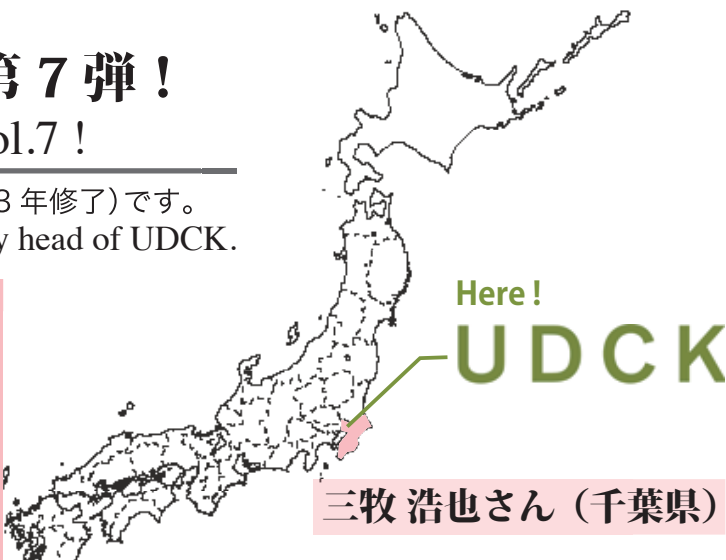 第7弾！
ol.7 !
3 年修了）です。
y head of UDCK.
Here !
UDCK
三牧 浩也さん（千葉県）